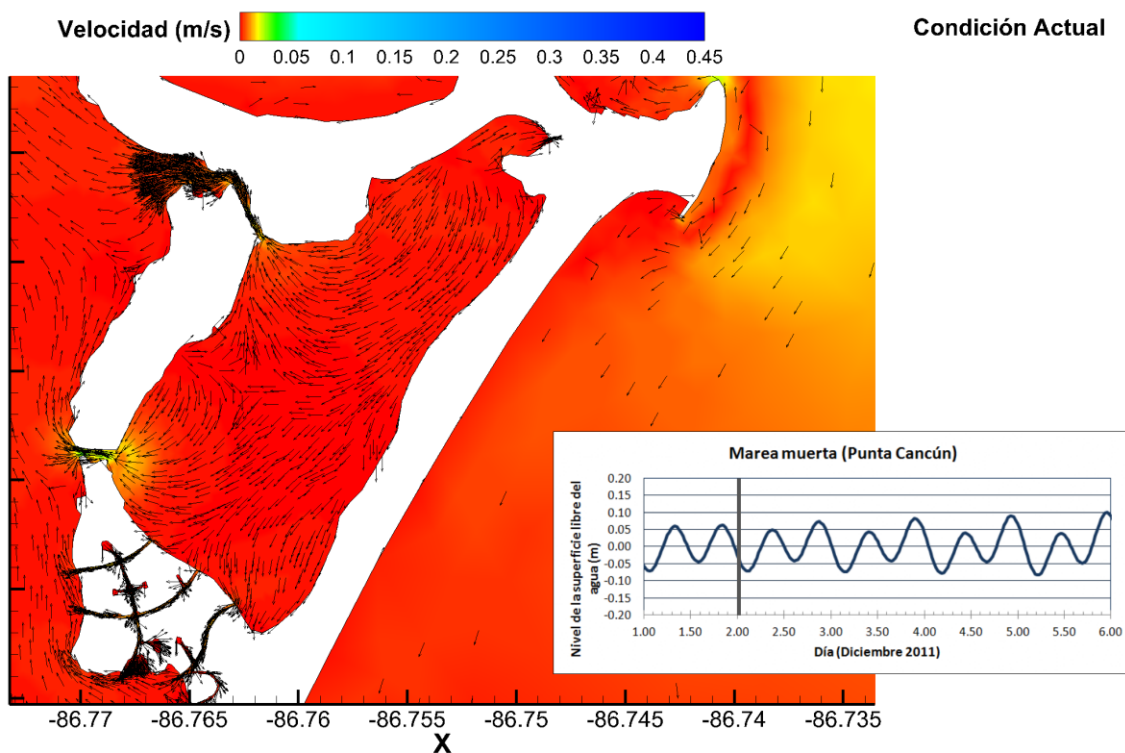 Velocidad (m/s)
0 0.05 0.1 0.15 0.2 0.25 0.3 0.35 0.4 0.45
Condición Actual
Marea muerta (Punta Cancún)
Nivel de la superficie libre del
agua (m)
0.20
0.15
0.10
0.05
0.00
-0.05
-0.10
-0.15
-0.20
1.00 1.50 2.00 2.50 3.00 3.50 4.00 4.50 5.00 5.50 6.00
Día (Diciembre 2011)
-86.77 -86.765 -86.76 -86.755 -86.75 -86.745 -86.74 -86.735
X